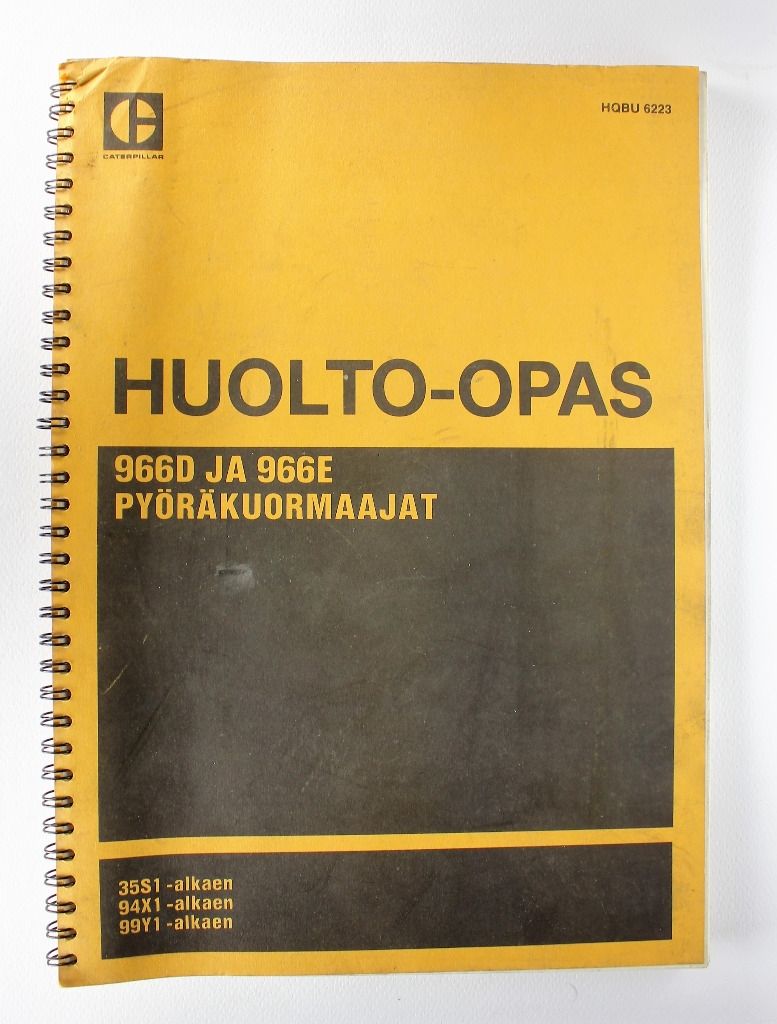 CATERPILLAR
HQBU 6223
HUOLTO-OPAS
966D JA 966E
PYÖRÄKUORMAAJAT
35S1-alkaen
94X1-alkaen
99Y1-alkaen